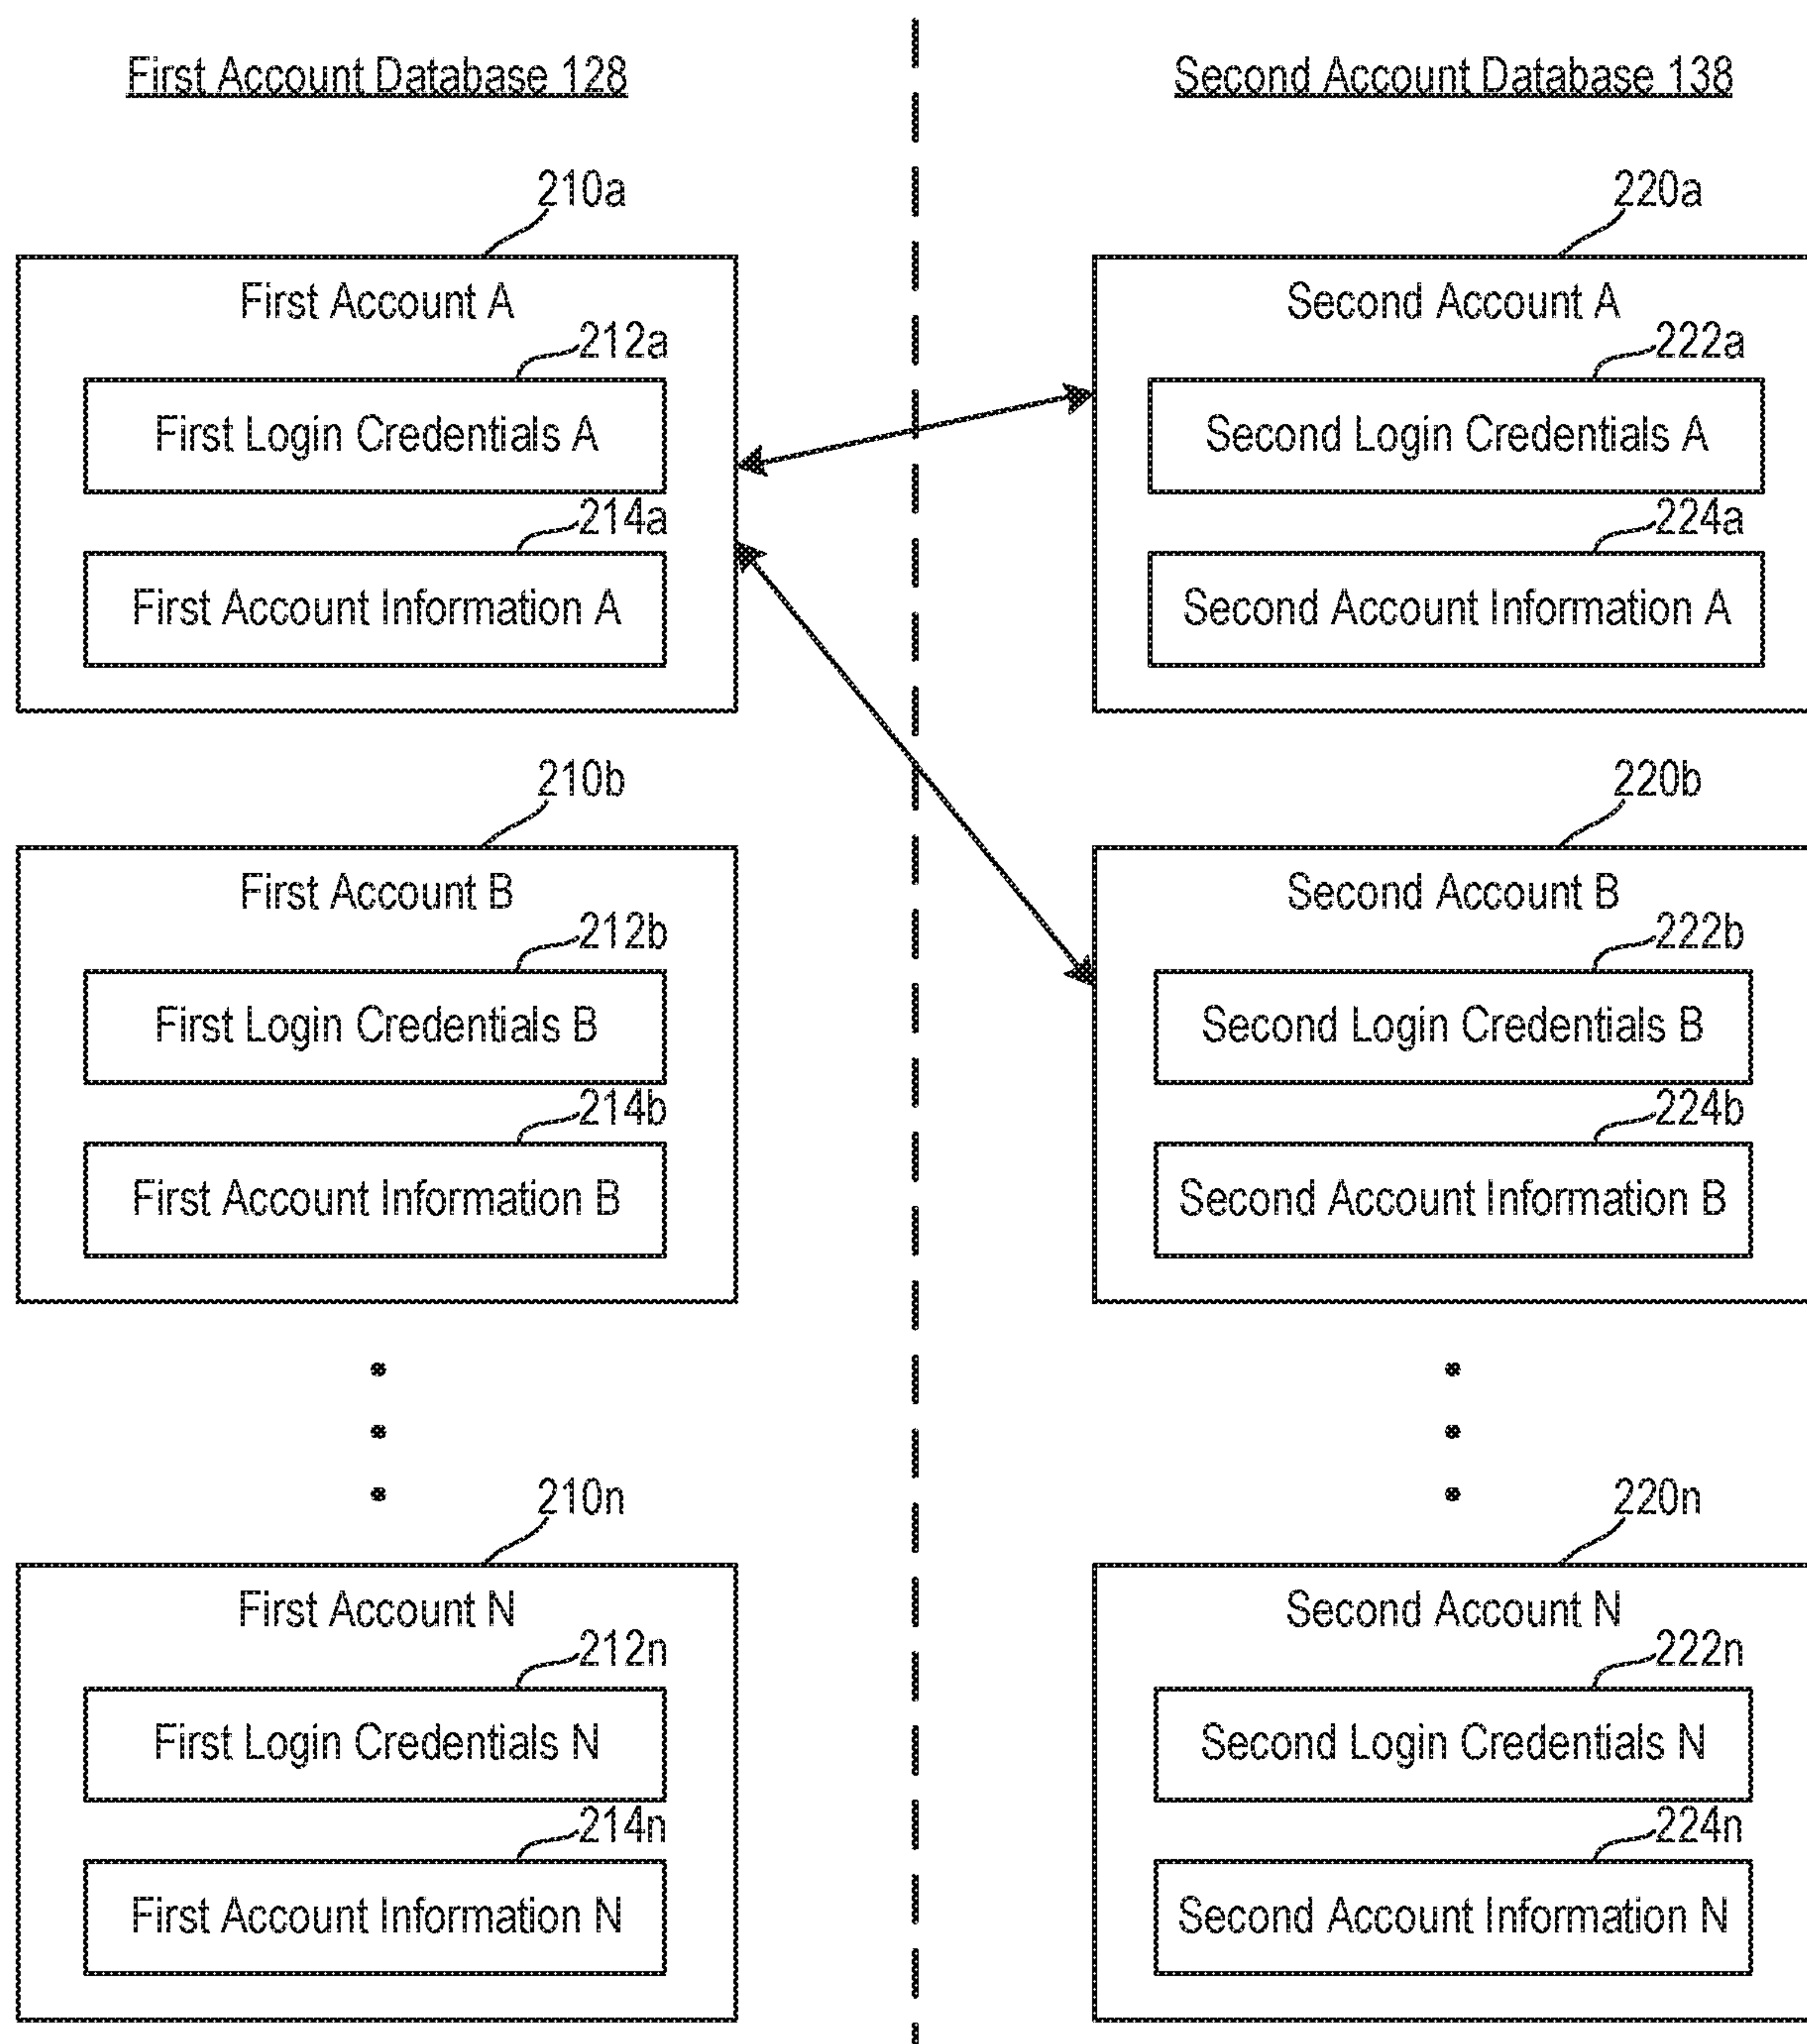 First Account Database 128
210a
First Account A
212a
First Login Credentials A
214a
First Account Information A
210b
First Account B
212b
First Login Credentials B
214b
First Account Information B
210n
First Account N
212n
First Login Credentials N
214n
First Account Information N
Second Account Database 138
220a
Second Account A
222a
Second Login Credentials A
224a
Second Account Information A
220b
Second Account B
222b
Second Login Credentials B
224b
Second Account Information B
220n
Second Account N
222n
Second Login Credentials N
224n
Second Account Information N